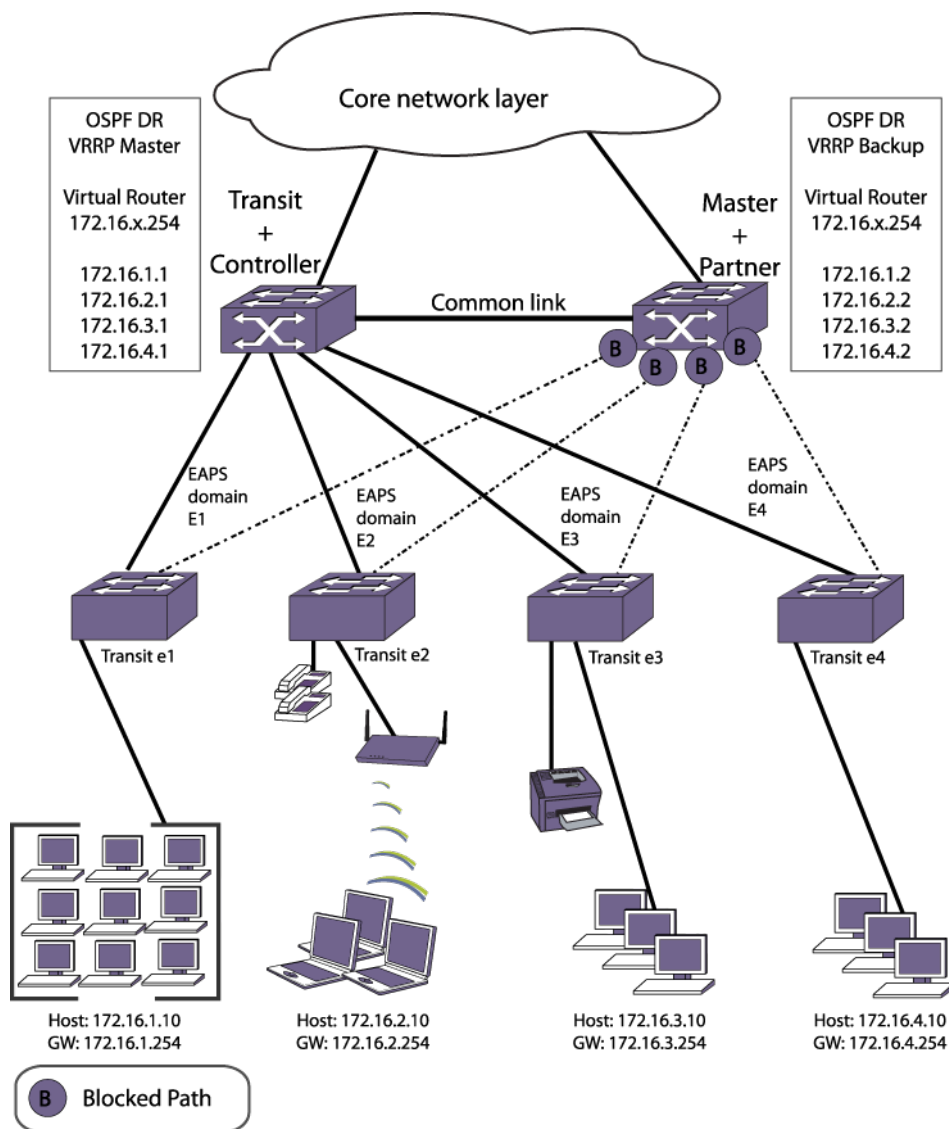 Core network layer
OSPF DR
VRRP Master
Virtual Router
172.16.x.254
172.16.1.1
172.16.2.1
172.16.3.1
172.16.4.1
Transit
+
Controller
Master
+
Partner
OSPF DR
VRRP Backup
Virtual Router
172.16.x.254
172.16.1.2
172.16.2.2
172.16.3.2
172.16.4.2
Common link
B
B
B
B
EAPS
domain
E1
EAPS
domain
E2
EAPS
domain
E3
EAPS
domain
E4
Transit e1
Transit e2
Transit e3
Transit e4
Host: 172.16.1.10
GW: 172.16.1.254
Host: 172.16.2.10
GW: 172.16.2.254
Host: 172.16.3.10
GW: 172.16.3.254
Host: 172.16.4.10
GW: 172.16.4.254
B Blocked Path